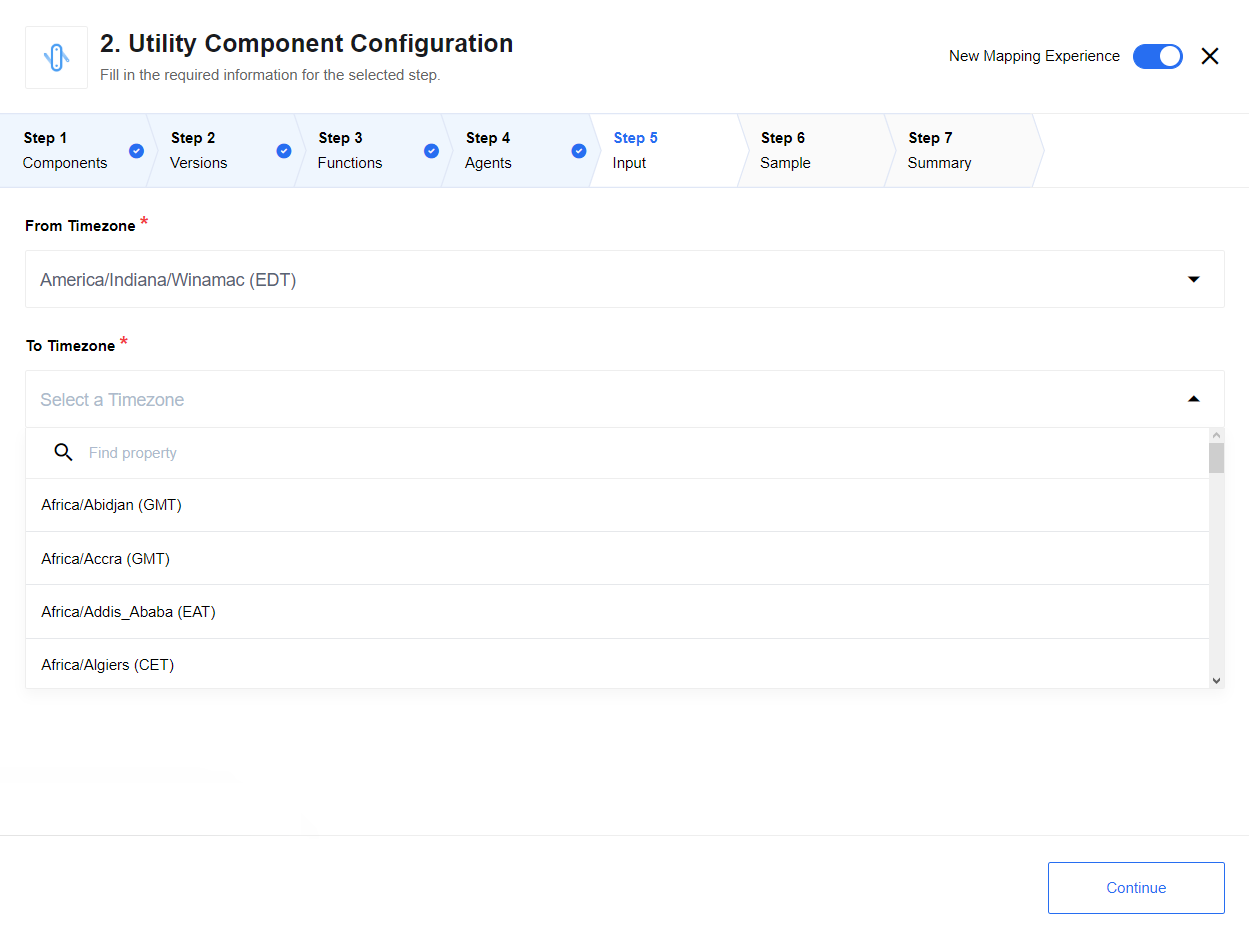 2. Utility Component Configuration
Fill in the required information for the selected step.
New Mapping Experience
Step 1
Components
Step 2
Versions
Step 3
Functions
Step 4
Agents
Step 5
Input
Step 6
Sample
Step 7
Summary
From Timezone *
America/Indiana/Winamac (EDT)
To Timezone *
Select a Timezone
Find property
Africa/Abidjan (GMT)
Africa/Accra (GMT)
Africa/Addis_Ababa (EAT)
Africa/Algiers (CET)
Continue